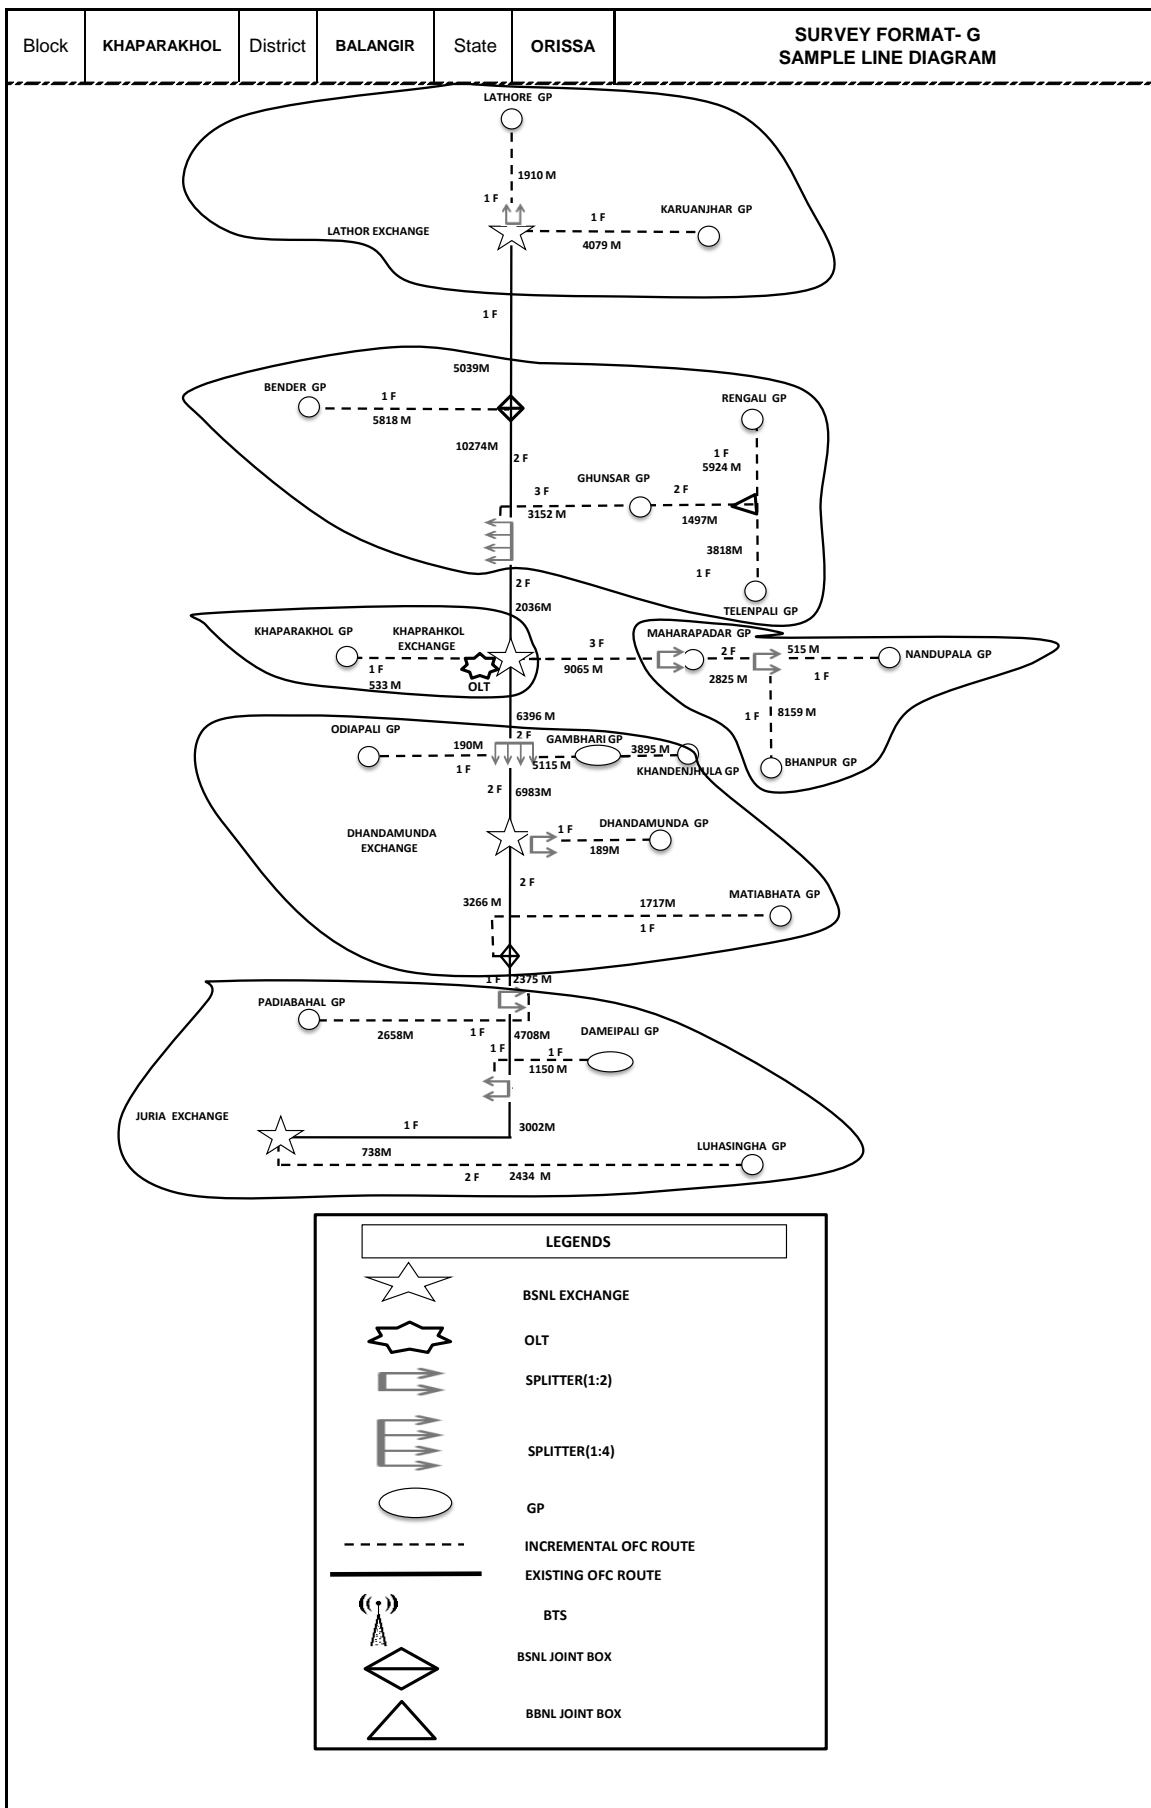 Block KHAPARAKHOL District BALANGIR State ORISSA SURVEY FORMAT- G
SAMPLE LINE DIAGRAM
LATHORE GP
1910 M
1 F
KARUANJHAR GP
1 F
LATHOR EXCHANGE
4079 M
1 F
5039M
BENDER GP
1 F
5818 M
RENGALI GP
10274M
2 F
1 F
5924 M
GHUNSAR GP
3 F
2 F
3152 M
1497M
3818M
1 F
2 F
2036M
TELENPALI GP
KHAPARAKHOL GP
KHAPRAHKOL
EXCHANGE
1 F
533 M
OLT
3 F
9065 M
MAHARAPADAR GP
2 F
2825 M
515 M
1 F
NANDUPALA GP
1 F
8159 M
BHANPUR GP
6396 M
ODIAPALI GP
2 F
GAMBHARI GP
190M
1 F
5115 M
3895 M
KHANDENJHULA GP
2 F
6983M
DHANDAMUNDA
EXCHANGE
1 F
DHANDAMUNDA GP
189M
2 F
MATIABHATA GP
3266 M
1717M
1 F
1 F
2375 M
PADIABAHAL GP
2658M
1 F
4708M
DAMEIPALI GP
1 F
1 F
1150 M
JURIA EXCHANGE
1 F
3002M
738M
LUHASINGHA GP
2 F
2434 M
LEGENDS
BSNL EXCHANGE
OLT
SPLITTER(1:2)
SPLITTER(1:4)
GP
INCREMENTAL OFC ROUTE
EXISTING OFC ROUTE
BTS
BSNL JOINT BOX
BBNL JOINT BOX